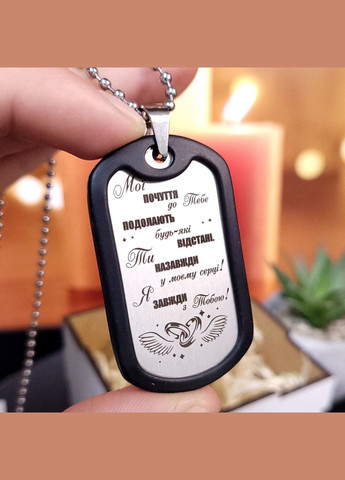 Мої
ПОЧУТТЯ
до Тебе
ПОДОЛАЮТЬ
будь-які
ВІДСТАНІ.
Ти
НАЗАВЖДИ
у моєму серці!
Я ЗАВЖДИ
з Тобою!